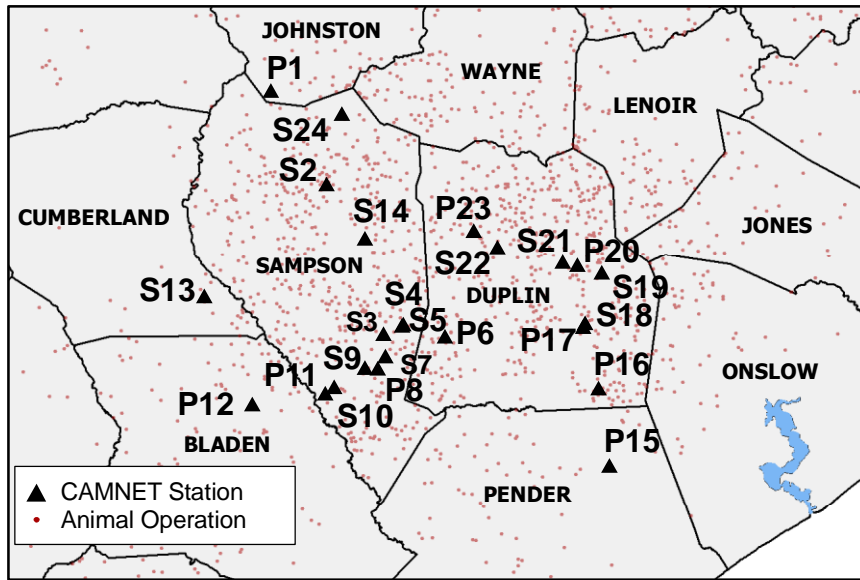 JOHNSTON
P1
WAYNE
LENOIR
S24
S2
CUMBERLAND
S14
P23
JONES
SAMPSON
S22
S21
P20
S13
S4
DUPLIN
S19
S3
S5
P6
P17
S18
S9
S7
P16
ONSLOW
P11
P8
P12
S10
BLADEN
P15
CAMNET Station
PENDER
Animal Operation